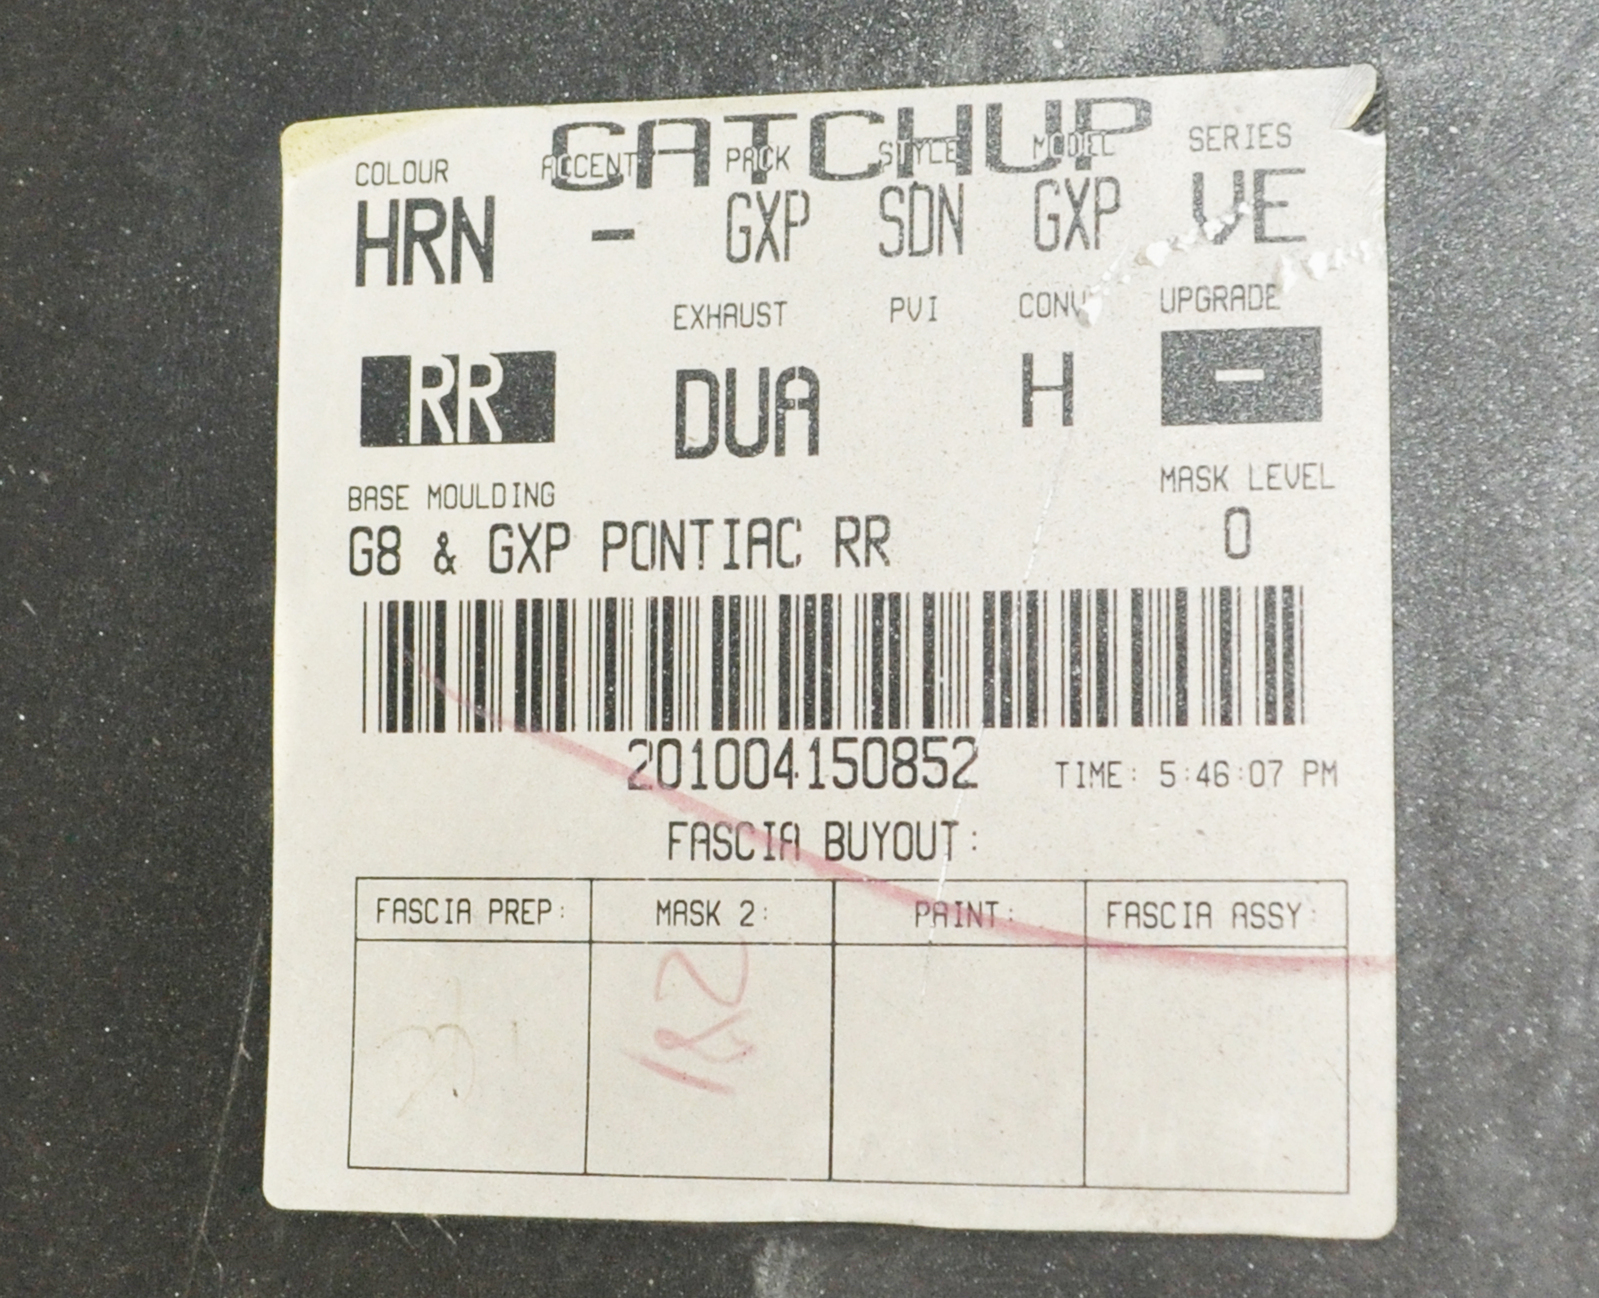 CATCHUP
COLOUR ACCENT PACK STYLE MODEL SERIES
HRN - GXP SDN GXP VE
EXHAUST PVI CONV UPGRADE
RR DUA H -
BASE MOULDING MASK LEVEL
G8 & GXP PONTIAC RR 0
201004150852 TIME: 5:46:07 PM
FASCIA BUYOUT:
FASCIA PREP: MASK 2: PAINT: FASCIA ASSY: